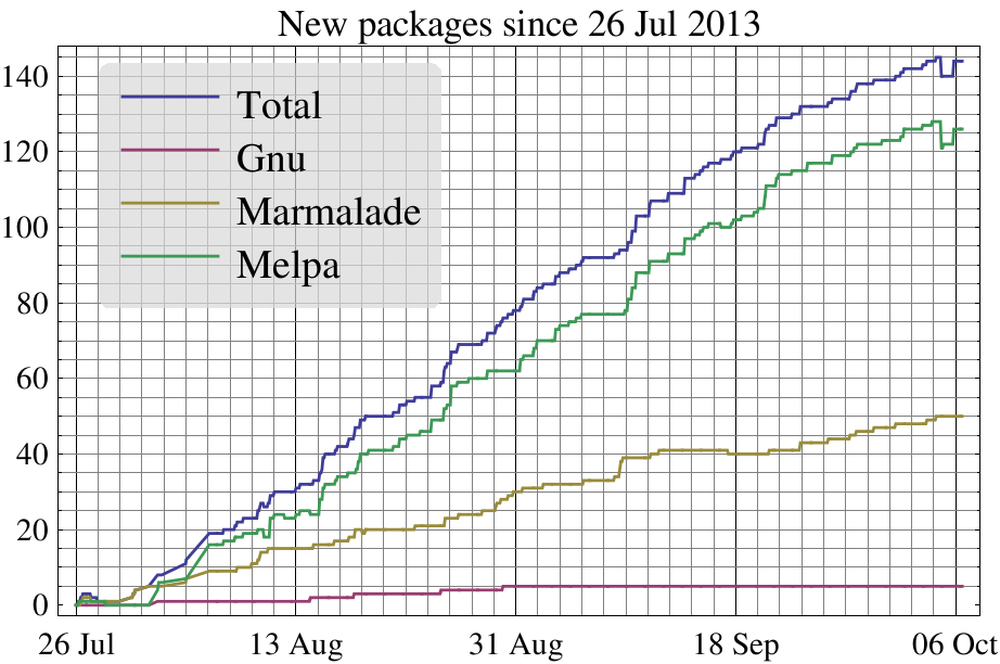 New packages since 26 Jul 2013
140
120
100
80
60
40
20
0
Total
Gnu
Marmalade
Melpa
26 Jul 13 Aug 31 Aug 18 Sep 06 Oct